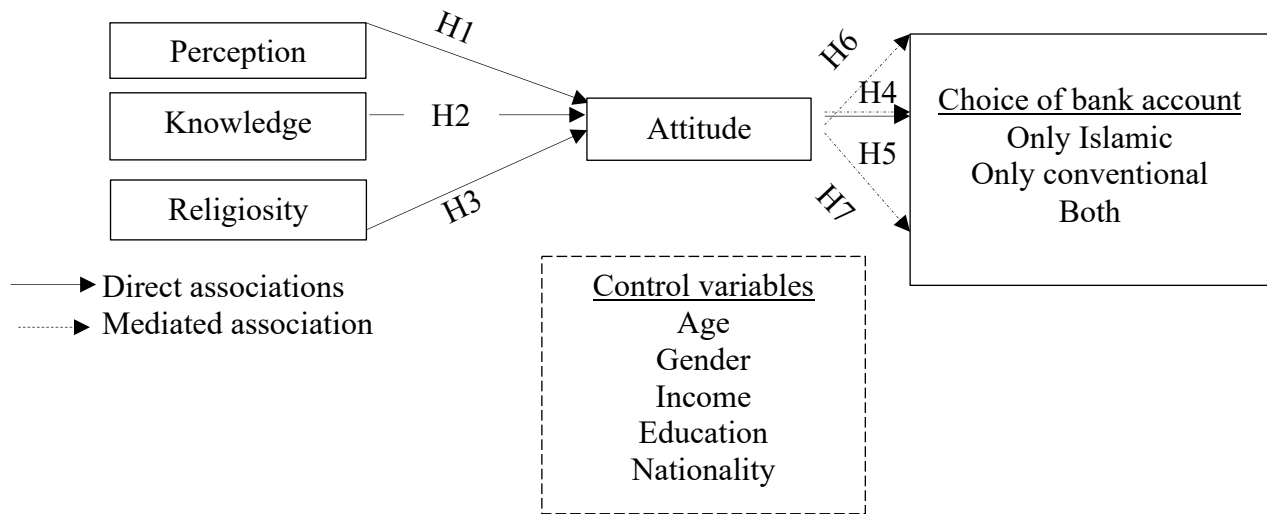 Perception
Knowledge
Religiosity
H1
H2
H3
Attitude
H6
H4
H5
H7
Choice of bank account
Only Islamic
Only conventional
Both
Direct associations
Mediated association
Control variables
Age
Gender
Income
Education
Nationality